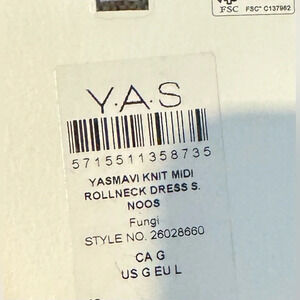 FSC
FSC® C137962
Y.A.S
5715511358735
YASMAVI KNIT MIDI
ROLLNECK DRESS S.
NOOS
Fungi
STYLE NO. 26028660
CA G
US G EU L